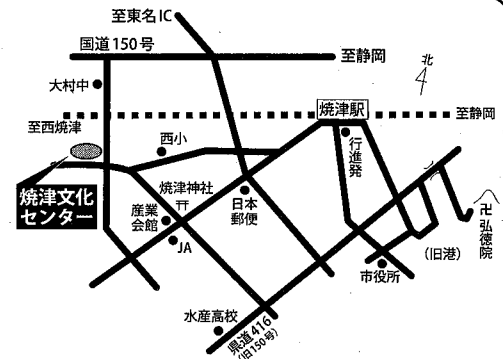 至東名IC
国道150号
至静岡
北
大村中
焼津駅
至静岡
至西焼津
西小
行進発
焼津文化
センター
焼津神社
産業
会館
日本
郵便
JA
卍弘徳院
(旧港)
市役所
水産高校
県道416
(旧150号)